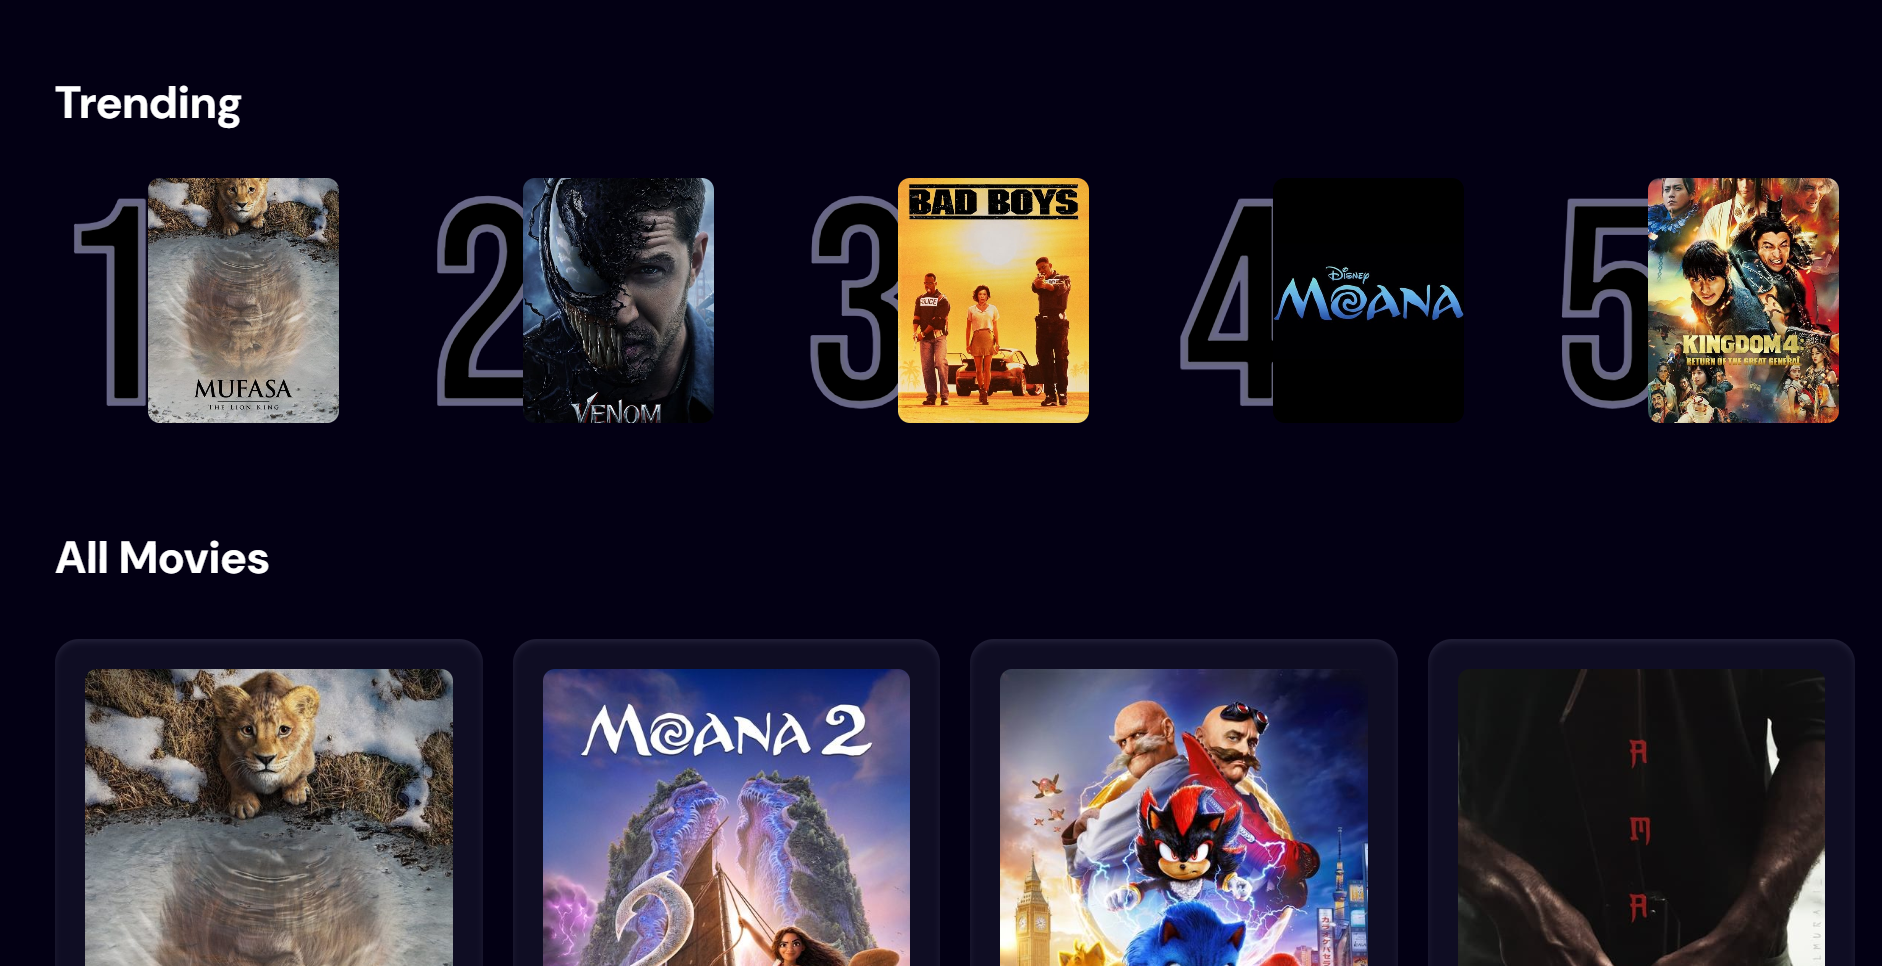 Trending
1
MUFASA
THE LION KING
2
VENOM
3
BAD BOYS
POLICE
4
Disney
MOANA
5
KINGDOM 4
RETURN OF THE GREAT GENERAL
All Movies
MOANA 2
A
M
A